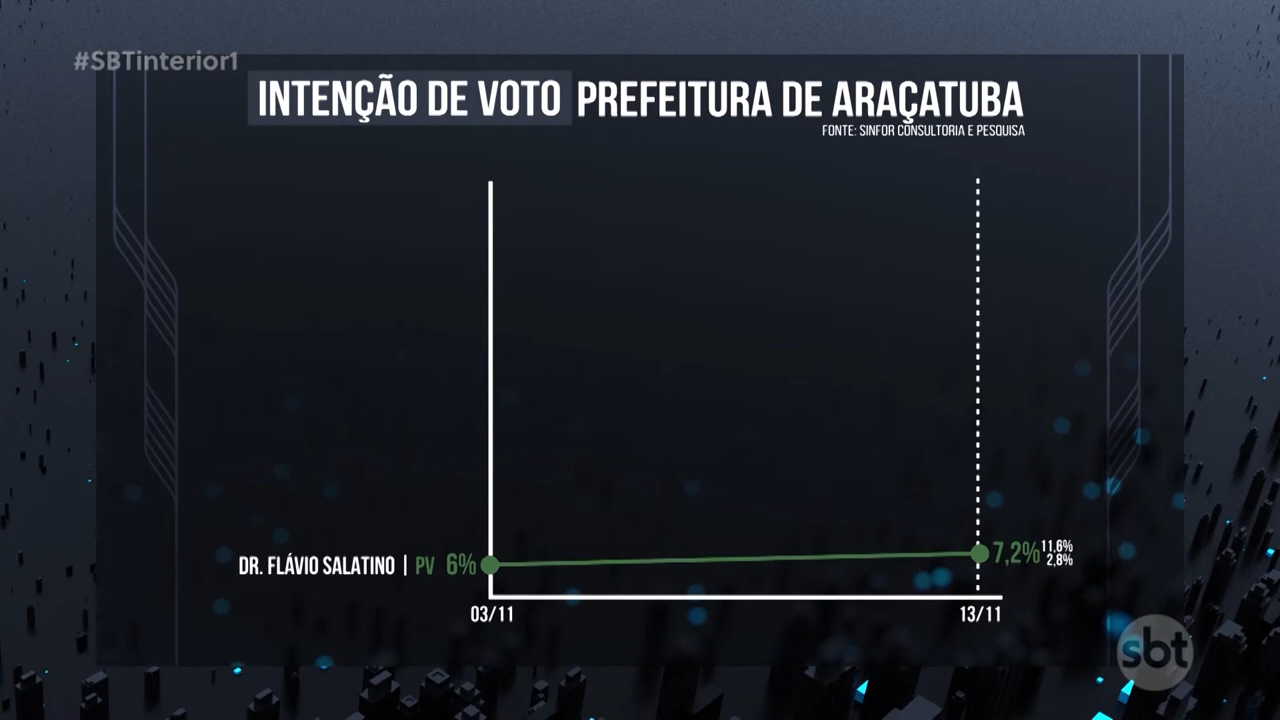 #SBTinterior1
INTENÇÃO DE VOTO PREFEITURA DE ARAÇATUBA
FONTE: SINFOR CONSULTORIA E PESQUISA
DR. FLÁVIO SALATINO | PV 6%
7,2% 11,6%
2,8%
03/11 13/11
sbt